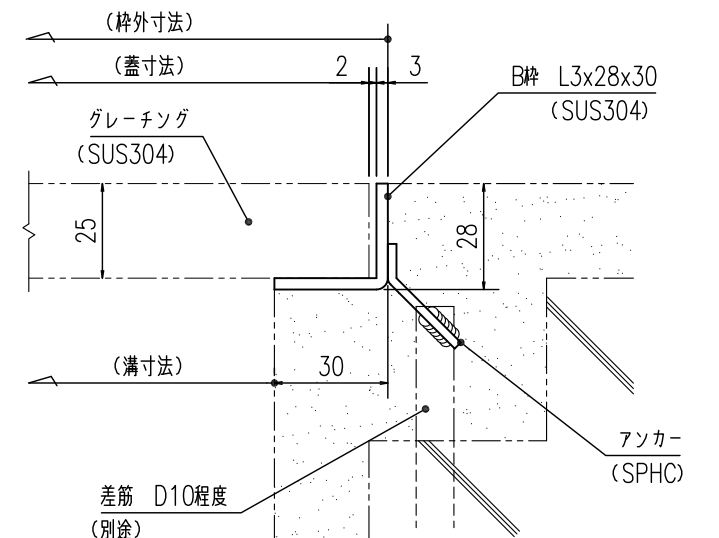 (枠外寸法)
(蓋寸法)
2
3
B枠 L3x28x30
(SUS304)
グレーチング
(SUS304)
25
28
(溝寸法)
30
アンカー
(SPHC)
差筋 D10程度
(別途)